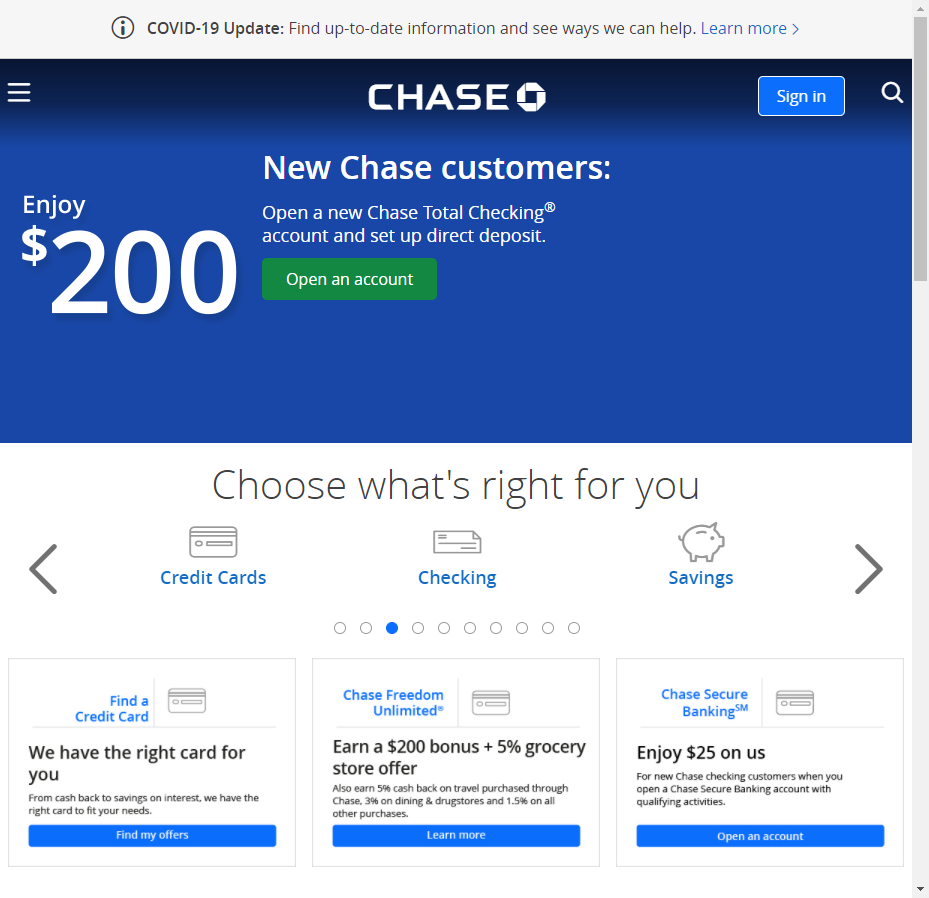 COVID-19 Update: Find up-to-date information and see ways we can help. Learn more
CHASE
Sign in
Enjoy
$200
New Chase customers:
Open a new Chase Total Checking®
account and set up direct deposit.
Open an account
Choose what's right for you
Credit Cards
Checking
Savings
Find a
Credit Card
We have the right card for
you
From cash back to savings on interest, we have the
right card to fit your needs.
Find my offers
Chase Freedom
Unlimited®
Earn a $200 bonus + 5% grocery
store offer
Also earn 5% cash back on travel purchased through
Chase, 3% on dining & drugstores and 1.5% on all
other purchases.
Learn more
Chase Secure
Banking℠
Enjoy $25 on us
For new Chase checking customers when you
open a Chase Secure Banking account with
qualifying activities.
Open an account